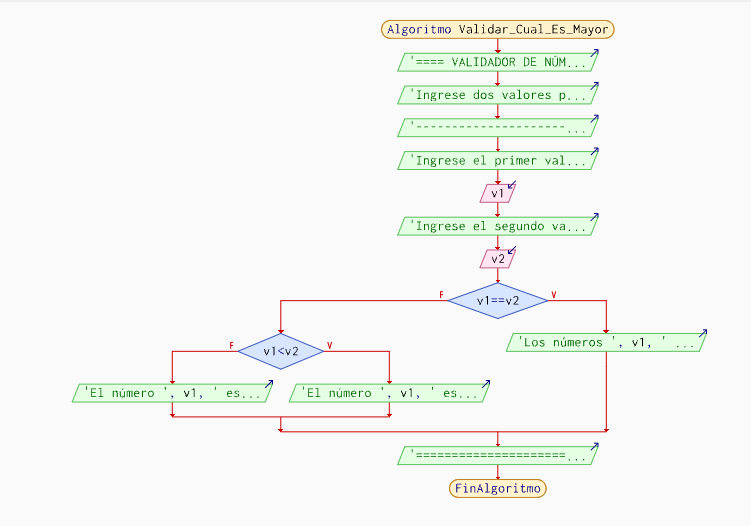 Algoritmo Validar_Cual_Es_Mayor
'==== VALIDADOR DE NÚM...
'Ingrese dos valores p...
'---------------------...
'Ingrese el primer val...
v1
'Ingrese el segundo va...
v2
F v1==v2 V
'Los números ', v1, ' ...
F v1<v2 V
'El número ', v1, ' es... 'El número ', v1, ' es...
'=====================...
FinAlgoritmo